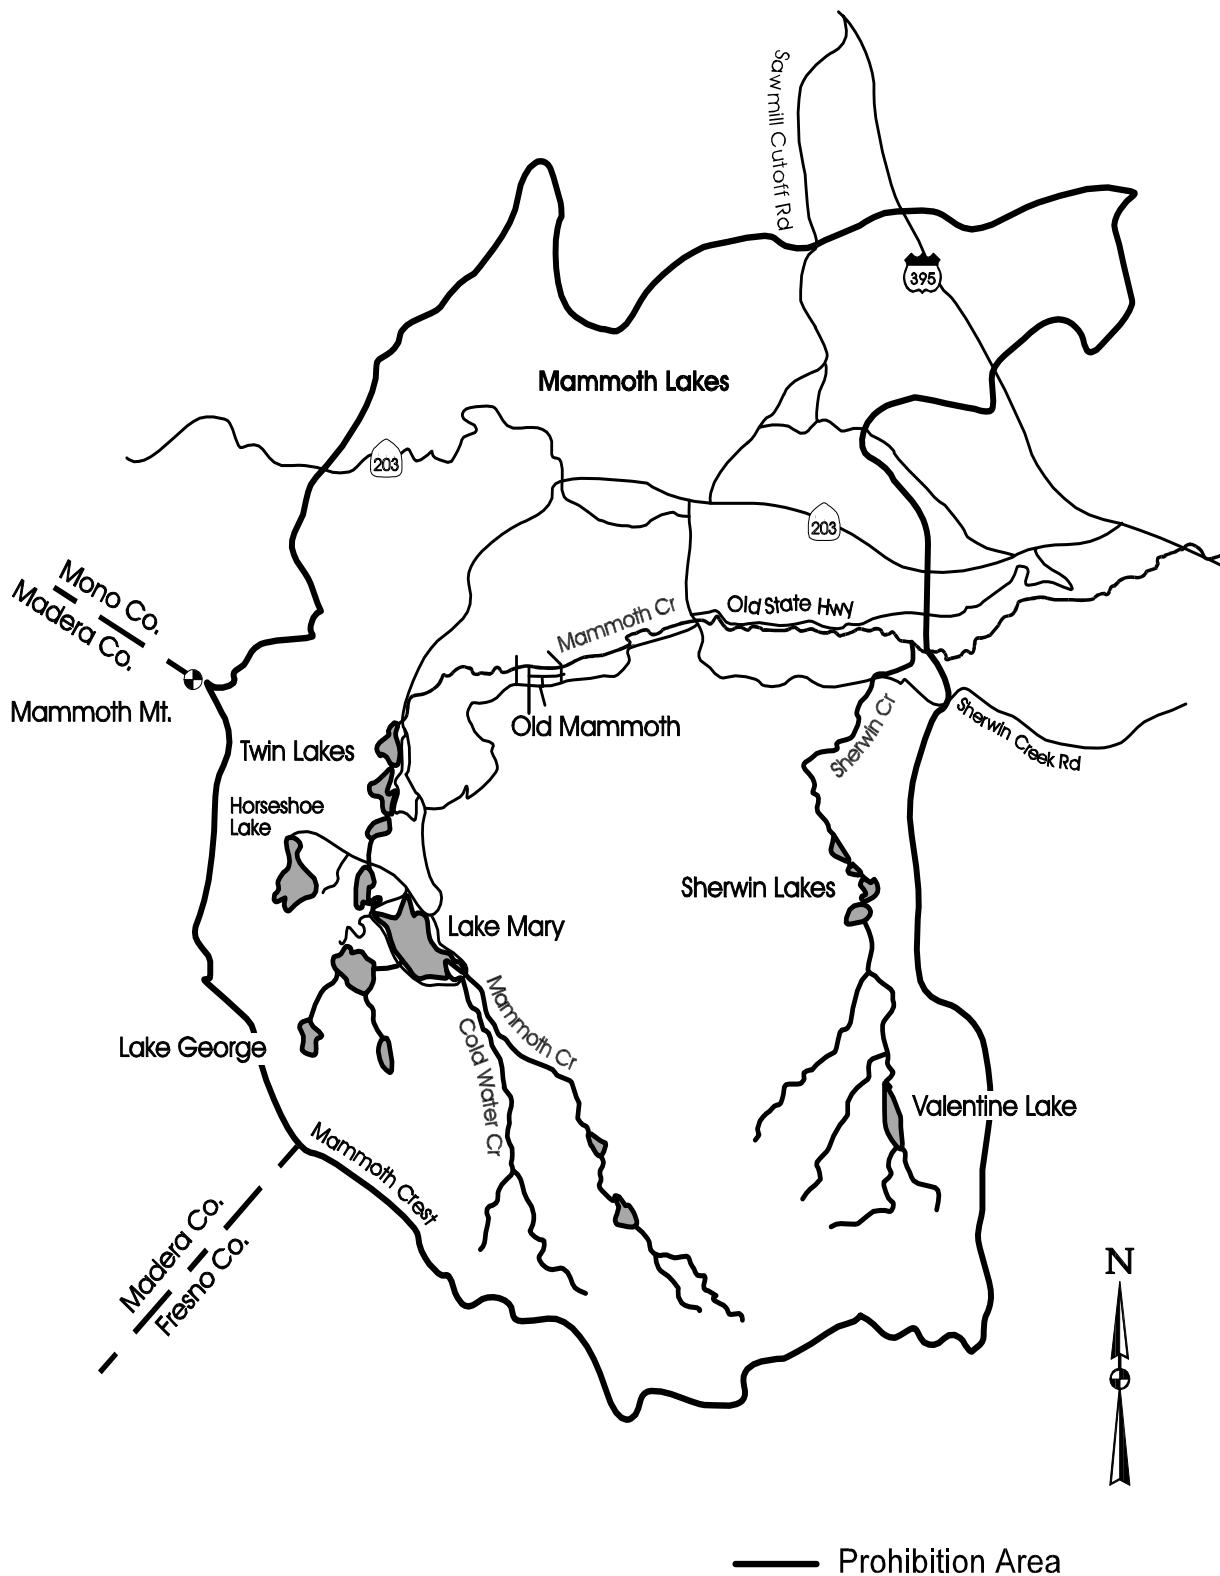 Sawmill Cutoff Rd
395
Mammoth Lakes
203
203
Mono Co.
Madera Co.
Mammoth Cr
Old State Hwy
Mammoth Mt.
Old Mammoth
Sherwin Cr
Sherwin Creek Rd
Twin Lakes
Horseshoe
Lake
Sherwin Lakes
Lake Mary
Mammoth Cr
Cold Water Cr
Lake George
Valentine Lake
Mammoth Crest
Madera Co.
Fresno Co.
N
Prohibition Area